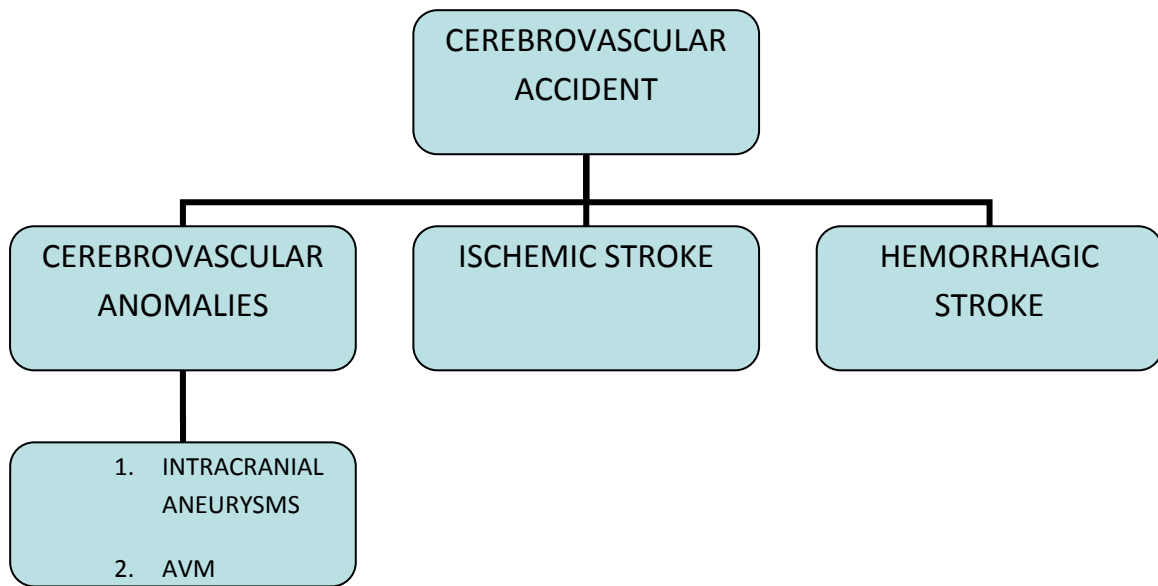 CEREBROVASCULAR
ACCIDENT
CEREBROVASCULAR
ANOMALIES
ISCHEMIC STROKE
HEMORRHAGIC
STROKE
1. INTRACRANIAL
ANEURYSMS
2. AVM